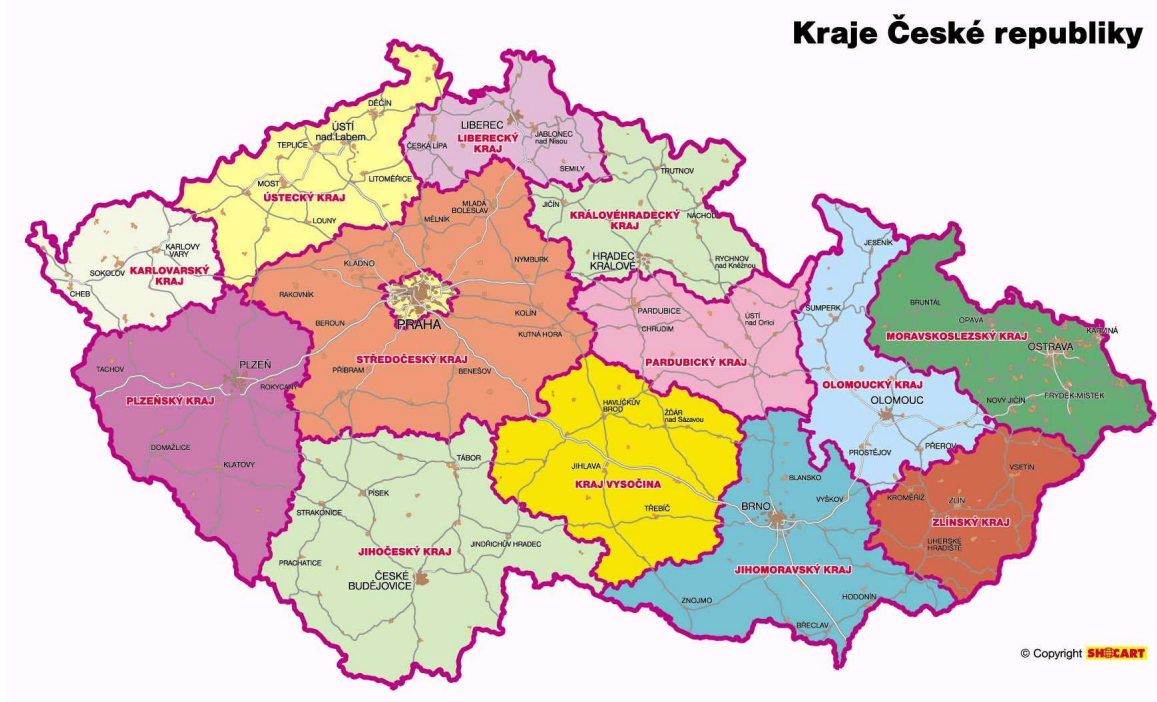 Kraje České republiky
DĚČÍN
ÚSTÍ
nad Labem
TEPLICE
MOST
LITOMĚŘICE
ÚSTECKÝ KRAJ
LOUNY
LIBEREC
LIBERECKÝ
KRAJ
JABLONEC
nad Nisou
ČESKÁ LÍPA
SEMILY
TRUTNOV
JIČÍN
KRÁLOVÉHRADECKÝ
KRAJ
NÁCHOD
HRADEC
KRÁLOVÉ
RYCHNOV
nad Kněžnou
KARLOVY
VARY
SOKOLOV
KARLOVARSKÝ
KRAJ
CHEB
MLADÁ
BOLESLAV
MĚLNÍK
KLADNO
NYMBURK
RAKOVNÍK
BEROUN
PRAHA
KOLÍN
KUTNÁ HORA
STŘEDOČESKÝ KRAJ
PŘÍBRAM
BENEŠOV
PLZEŇ
TACHOV
ROKYCANY
PLZEŇSKÝ KRAJ
DOMAŽLICE
KLATOVY
PARDUBICE
CHRUDIM
ÚSTÍ
nad Orlicí
PARDUBICKÝ KRAJ
JESENÍK
ŠUMPERK
OLOMOUCKÝ KRAJ
OLOMOUC
PROSTĚJOV
PŘEROV
BRUNTÁL
OPAVA
KARVINÁ
MORAVSKOSLEZSKÝ KRAJ
OSTRAVA
NOVÝ JIČÍN
FRÝDEK-MÍSTEK
HAVLÍČKŮV
BROD
ŽĎÁR
nad Sázavou
JIHLAVA
KRAJ VYSOČINA
TŘEBÍČ
TÁBOR
PÍSEK
STRAKONICE
JINDŘICHŮV HRADEC
JIHOČESKÝ KRAJ
PRACHATICE
ČESKÉ
BUDĚJOVICE
BLANSKO
VYŠKOV
BRNO
JIHOMORAVSKÝ KRAJ
ZNOJMO
HODONÍN
BŘECLAV
VSETÍN
KROMĚŘÍŽ
ZLÍN
ZLÍNSKÝ KRAJ
UHERSKÉ
HRADIŠTĚ
© Copyright SHOCART